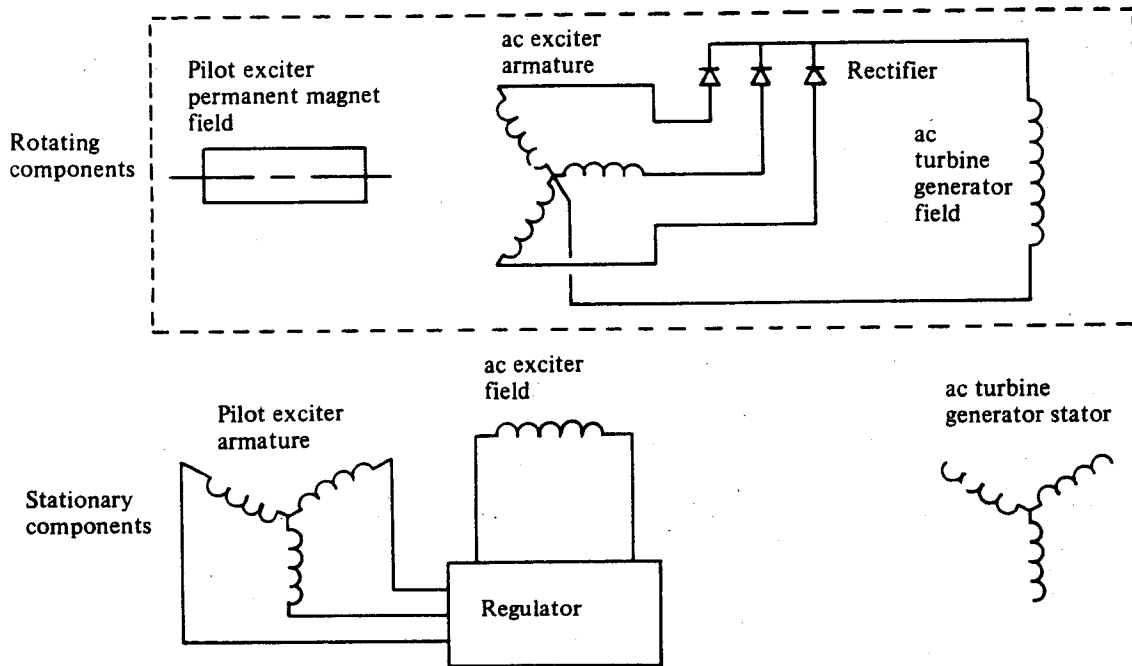 Pilot exciter
permanent magnet
field
ac exciter
armature
Rectifier
Rotating
components
ac
turbine
generator
field
ac exciter
field
Pilot exciter
armature
ac turbine
generator stator
Stationary
components
Regulator